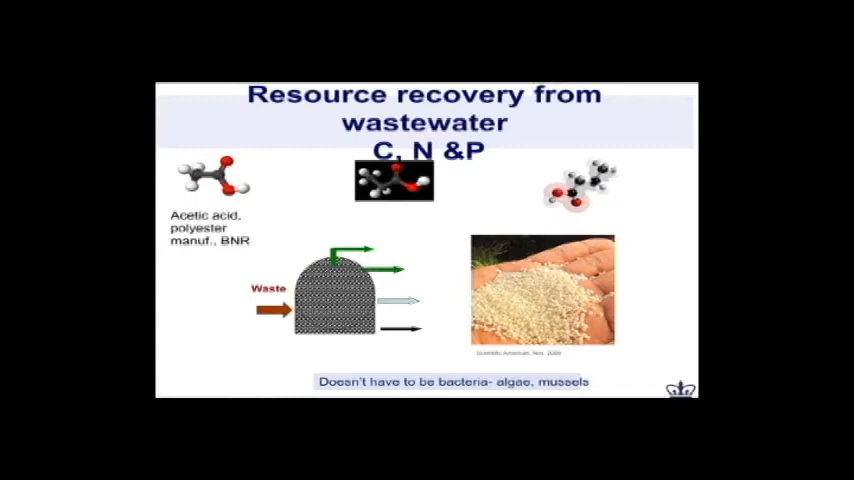 Resource recovery from
wastewater
C, N &P
Acetic acid,
polyester
manuf., BNR
Waste
Scientific American, Nov. 2009
Doesn't have to be bacteria- algae, mussels